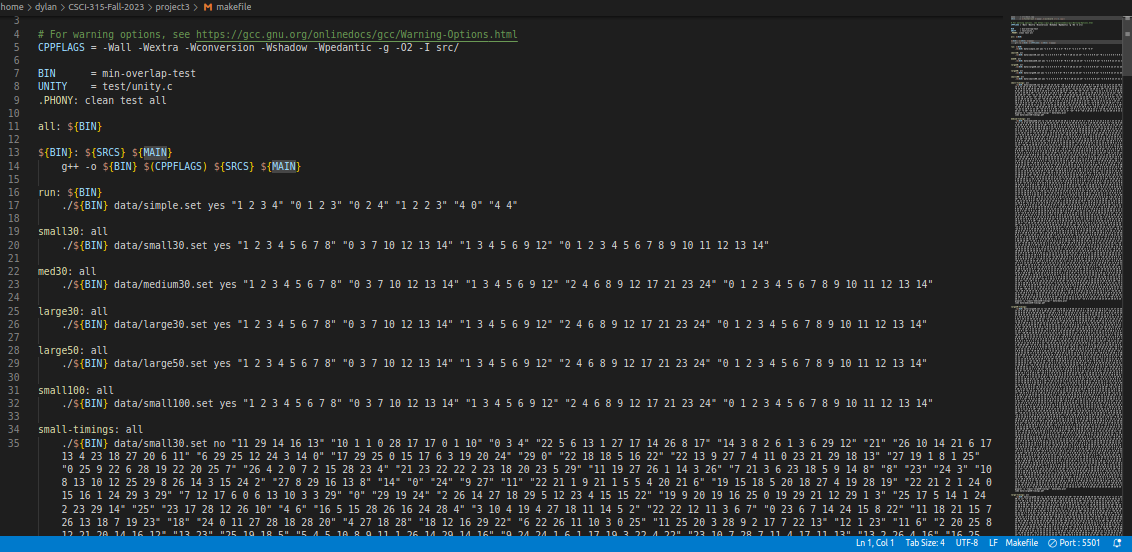 home > dylan > CSCI-315-Fall-2023 > project3 > M makefile
3
4 # For warning options, see https://gcc.gnu.org/onlinedocs/gcc/Warning-Options.html
5 CPPFLAGS = -Wall -Wextra -Wconversion -Wshadow -Wpedantic -g -O2 -I src/
6
7 BIN = min-overlap-test
8 UNITY = test/unity.c
9 .PHONY: clean test all
10
11 all: ${BIN}
12
13 ${BIN}: ${SRCS} ${MAIN}
14 g++ -o ${BIN} $(CPPFLAGS) ${SRCS} ${MAIN}
15
16 run: ${BIN}
17 ./${BIN} data/simple.set yes "1 2 3 4" "0 1 2 3" "0 2 4" "1 2 2 3" "4 0" "4 4"
18
19 small30: all
20 ./${BIN} data/small30.set yes "1 2 3 4 5 6 7 8" "0 3 7 10 12 13 14" "1 3 4 5 6 9 12" "0 1 2 3 4 5 6 7 8 9 10 11 12 13 14"
21
22 med30: all
23 ./${BIN} data/medium30.set yes "1 2 3 4 5 6 7 8" "0 3 7 10 12 13 14" "1 3 4 5 6 9 12" "2 4 6 8 9 12 17 21 23 24" "0 1 2 3 4 5 6 7 8 9 10 11 12 13 14"
24
25 large30: all
26 ./${BIN} data/large30.set yes "1 2 3 4 5 6 7 8" "0 3 7 10 12 13 14" "1 3 4 5 6 9 12" "2 4 6 8 9 12 17 21 23 24" "0 1 2 3 4 5 6 7 8 9 10 11 12 13 14"
27
28 large50: all
29 ./${BIN} data/large50.set yes "1 2 3 4 5 6 7 8" "0 3 7 10 12 13 14" "1 3 4 5 6 9 12" "2 4 6 8 9 12 17 21 23 24" "0 1 2 3 4 5 6 7 8 9 10 11 12 13 14"
30
31 small100: all
32 ./${BIN} data/small100.set yes "1 2 3 4 5 6 7 8" "0 3 7 10 12 13 14" "1 3 4 5 6 9 12" "2 4 6 8 9 12 17 21 23 24" "0 1 2 3 4 5 6 7 8 9 10 11 12 13 14"
33
34 small-timings: all
35 ./${BIN} data/small30.set no "11 29 14 16 13" "10 1 1 0 28 17 17 0 1 10" "0 3 4" "22 5 6 13 1 27 17 14 26 8 17" "14 3 8 2 6 1 3 6 29 12" "21" "26 10 14 21 6 17
13 4 23 18 27 20 6 11" "6 29 25 12 24 3 14 0" "17 29 25 0 15 17 6 3 19 20 24" "29 0" "22 18 18 5 16 22" "22 13 9 27 7 4 11 0 23 21 29 18 13" "27 19 1 8 1 25"
"0 25 9 22 6 28 19 22 20 25 7" "26 4 2 0 7 2 15 28 23 4" "21 23 22 22 2 23 18 20 23 5 29" "11 19 27 26 1 14 3 26" "7 21 3 6 23 18 5 9 14 8" "8" "23" "24 3" "10
8 13 10 12 25 29 8 26 14 3 15 24 2" "27 8 29 16 13 8" "14" "0" "24" "9 27" "11" "22 21 1 9 21 1 5 5 4 20 21 6" "19 15 18 5 20 18 27 4 19 28 19" "22 21 2 1 24 0
15 16 1 24 29 3 29" "7 12 17 6 0 6 13 10 3 3 29" "0" "29 19 24" "2 26 14 27 18 29 5 12 23 4 15 15 22" "19 9 20 19 16 25 0 19 29 21 12 29 1 3" "25 17 5 14 1 24
2 23 29 14" "25" "23 17 28 12 26 10" "4 6" "16 5 15 28 26 16 24 28 4" "3 10 4 19 4 27 18 11 14 5 2" "22 22 12 11 3 6 7" "0 23 6 7 14 24 15 8 22" "11 18 21 15 7
26 13 18 7 19 23" "18" "24 0 11 27 28 18 28 20" "4 27 18 28" "18 12 16 29 22" "6 22 26 11 10 3 0 25" "11 25 20 3 28 9 2 17 7 22 13" "12 1 23" "11 6" "2 20 25 8
Ln 1, Col 1 Tab Size: 4 UTF-8 LF Makefile Port : 5501